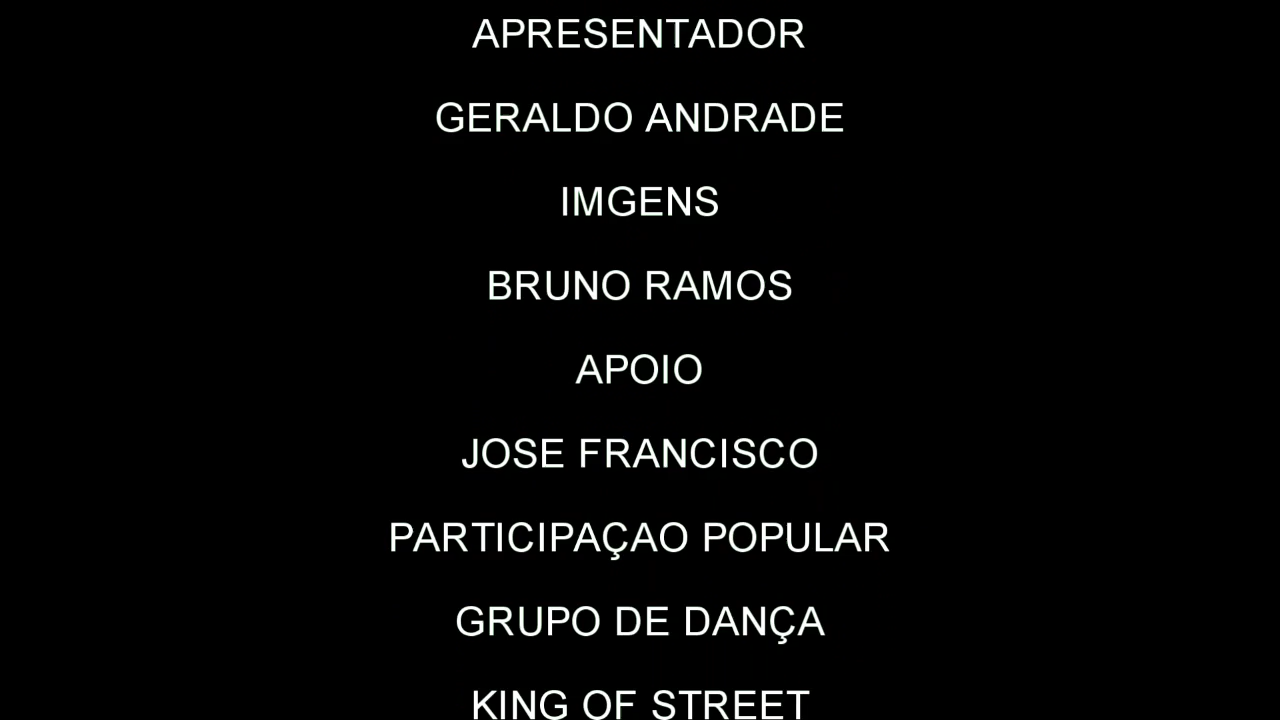 APRESENTADOR
GERALDO ANDRADE
IMGENS
BRUNO RAMOS
APOIO
JOSE FRANCISCO
PARTICIPAÇAO POPULAR
GRUPO DE DANÇA
KING OF STREET